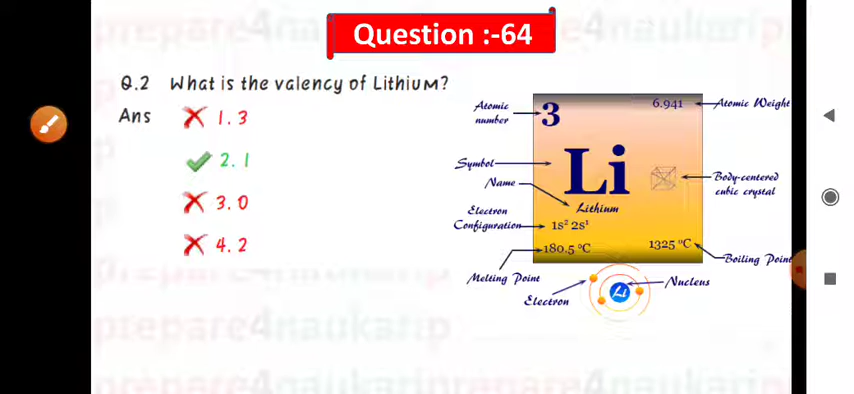 Question :-64
Q.2 What is the valency of Lithium?
Ans
1. 3
2. 1
3. 0
4. 2
Atomic number
3
6.941
Atomic Weight
Symbol
Li
Name
Lithium
Body-centered cubic crystal
Electron Configuration
1s² 2s¹
180.5 °C
1325 °C
Melting Point
Boiling Point
Electron
Li
Nucleus
prepare4naukari